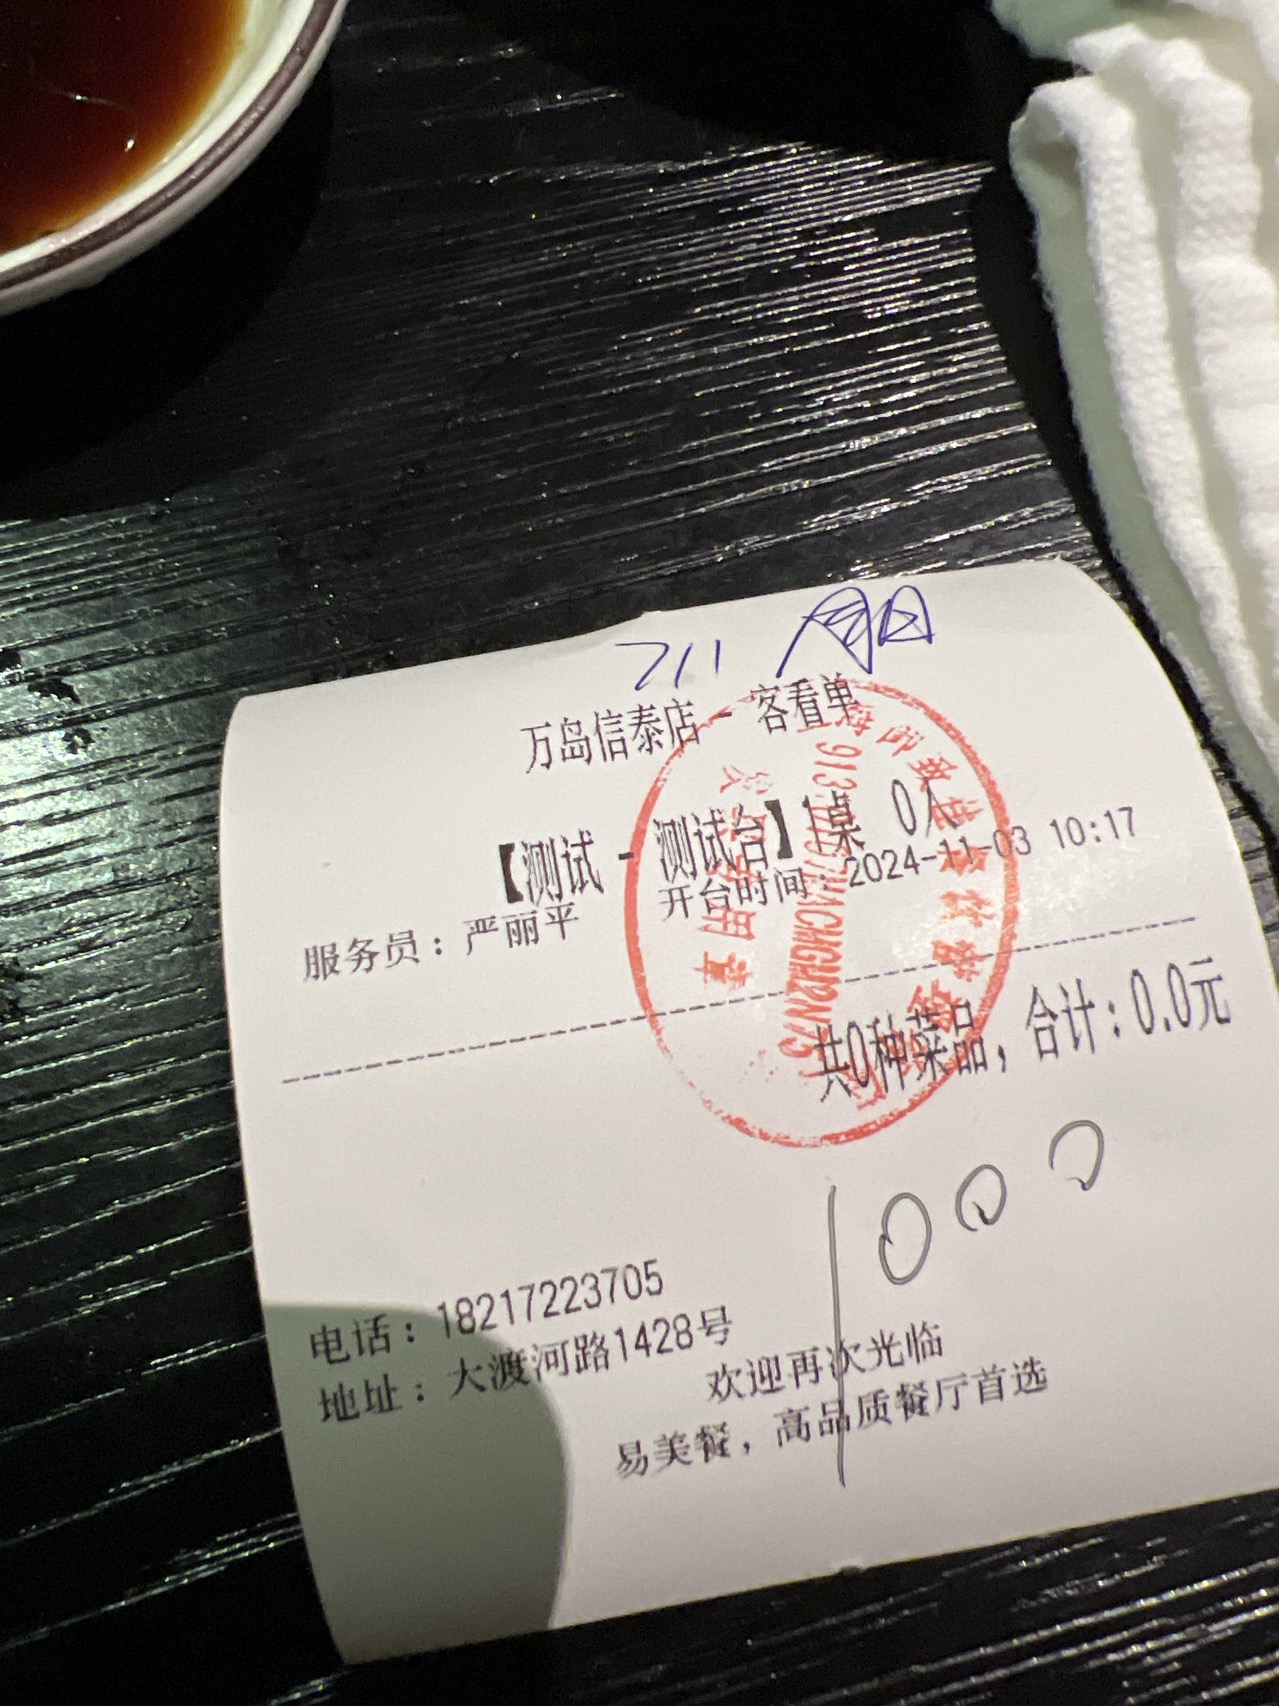 711
万岛信泰店 - 客看单
【测试 - 测试台】1桌 0人
服务员：严丽平 开台时间：2024-11-03 10:17
共0种菜品，合计：0.0元
1000
电话：18217223705
地址：大渡河路1428号
欢迎再次光临
易美餐，高品质餐厅首选
专用章